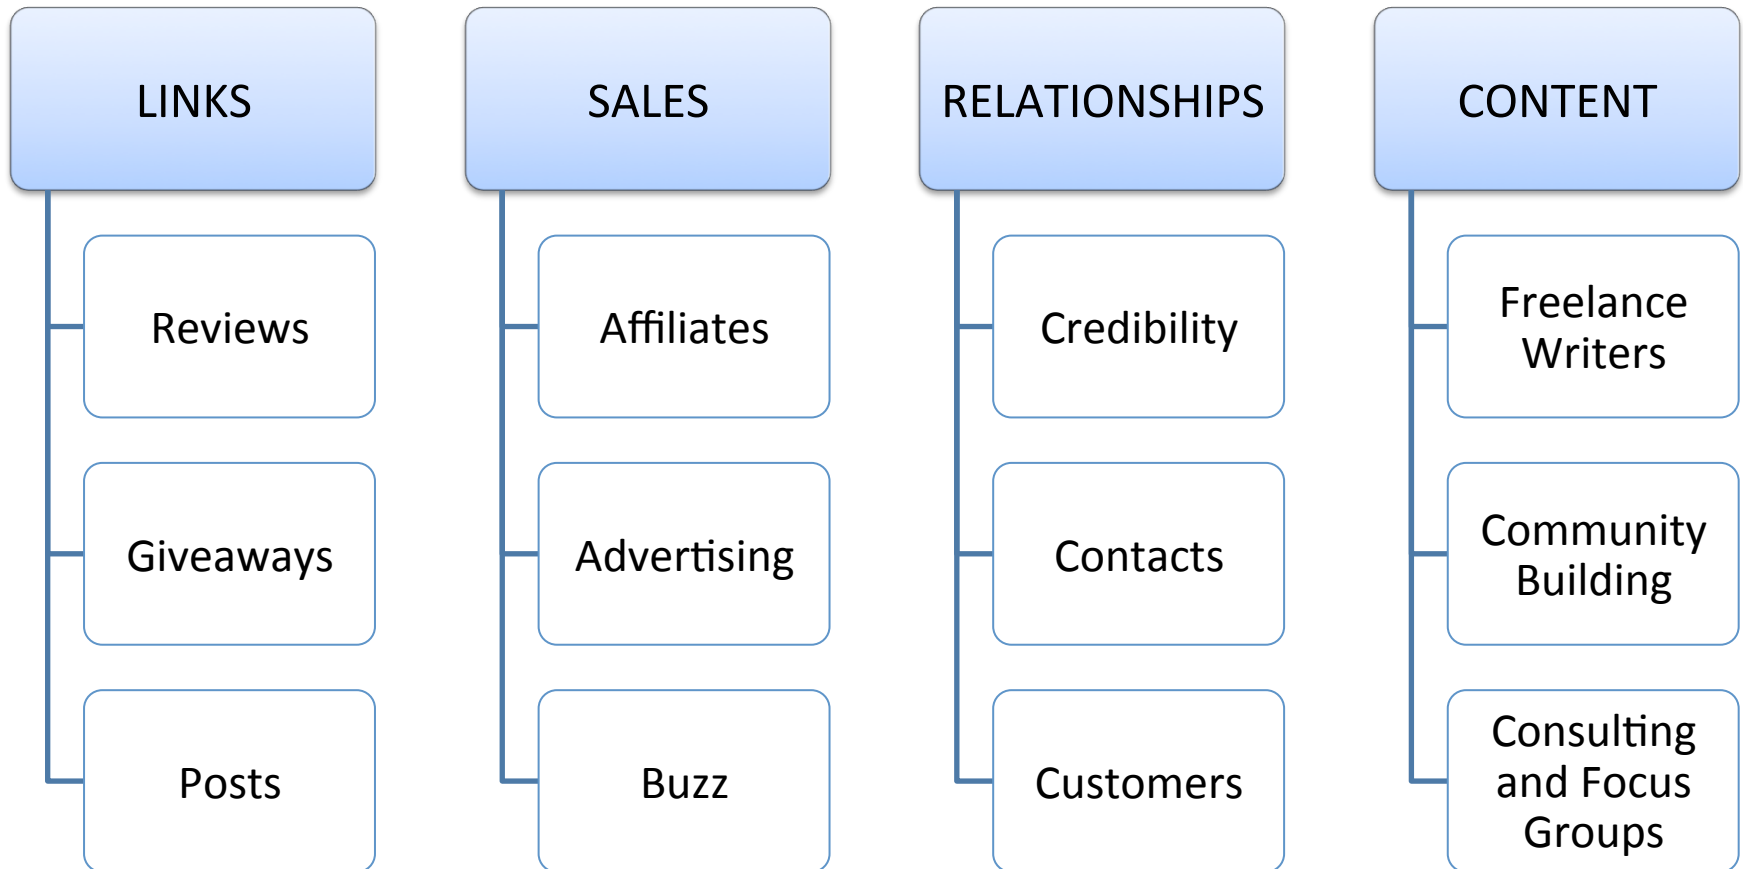 LINKS
Reviews
Giveaways
Posts
SALES
Affiliates
Advertising
Buzz
RELATIONSHIPS
Credibility
Contacts
Customers
CONTENT
Freelance
Writers
Community
Building
Consulting
and Focus
Groups